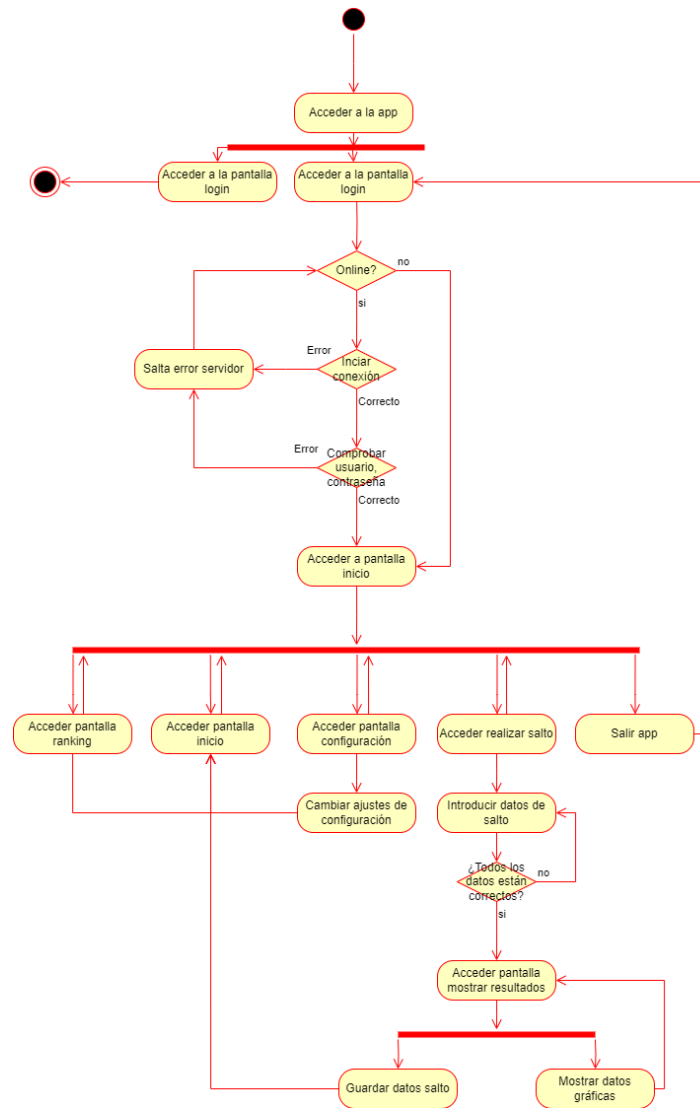 Acceder a la app
Acceder a la pantalla
login
Acceder a la pantalla
login
Online?
no
si
Error
Inciar
conexión
Salta error servidor
Correcto
Error
Comprobar
usuario,
contraseña
Correcto
Acceder a pantalla
inicio
Acceder pantalla
ranking
Acceder pantalla
inicio
Acceder pantalla
configuración
Acceder realizar salto
Salir app
Cambiar ajustes de
configuración
Introducir datos de
salto
¿Todos los
datos están
correctos?
no
si
Acceder pantalla
mostrar resultados
Guardar datos salto
Mostrar datos
gráficas